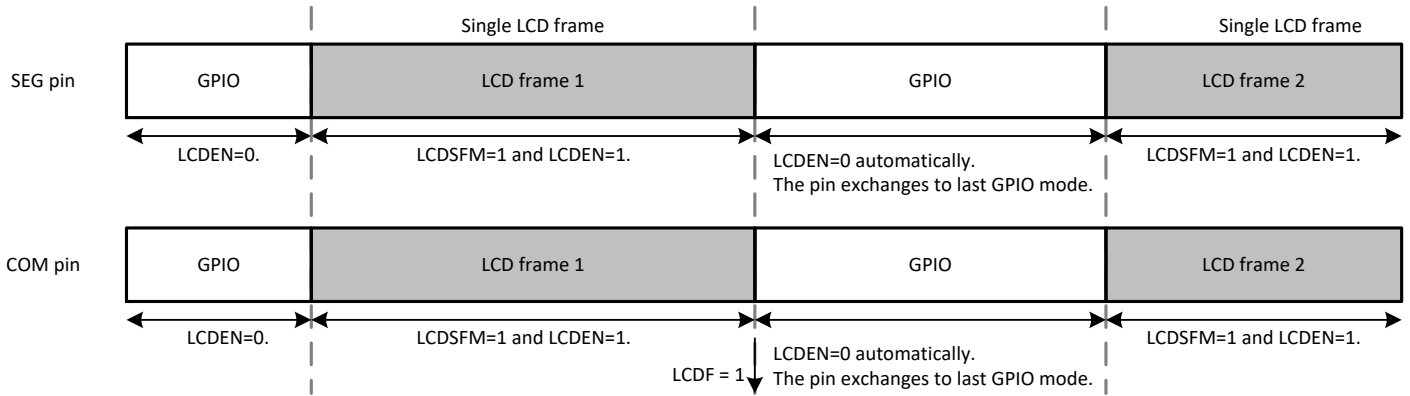 Single LCD frame Single LCD frame
SEG pin GPIO LCD frame 1 GPIO LCD frame 2
LCDEN=0. LCDSFM=1 and LCDEN=1. LCDEN=0 automatically. LCDSFM=1 and LCDEN=1.
The pin exchanges to last GPIO mode.
COM pin GPIO LCD frame 1 GPIO LCD frame 2
LCDEN=0. LCDSFM=1 and LCDEN=1. LCDEN=0 automatically. LCDSFM=1 and LCDEN=1.
LCDF = 1 The pin exchanges to last GPIO mode.